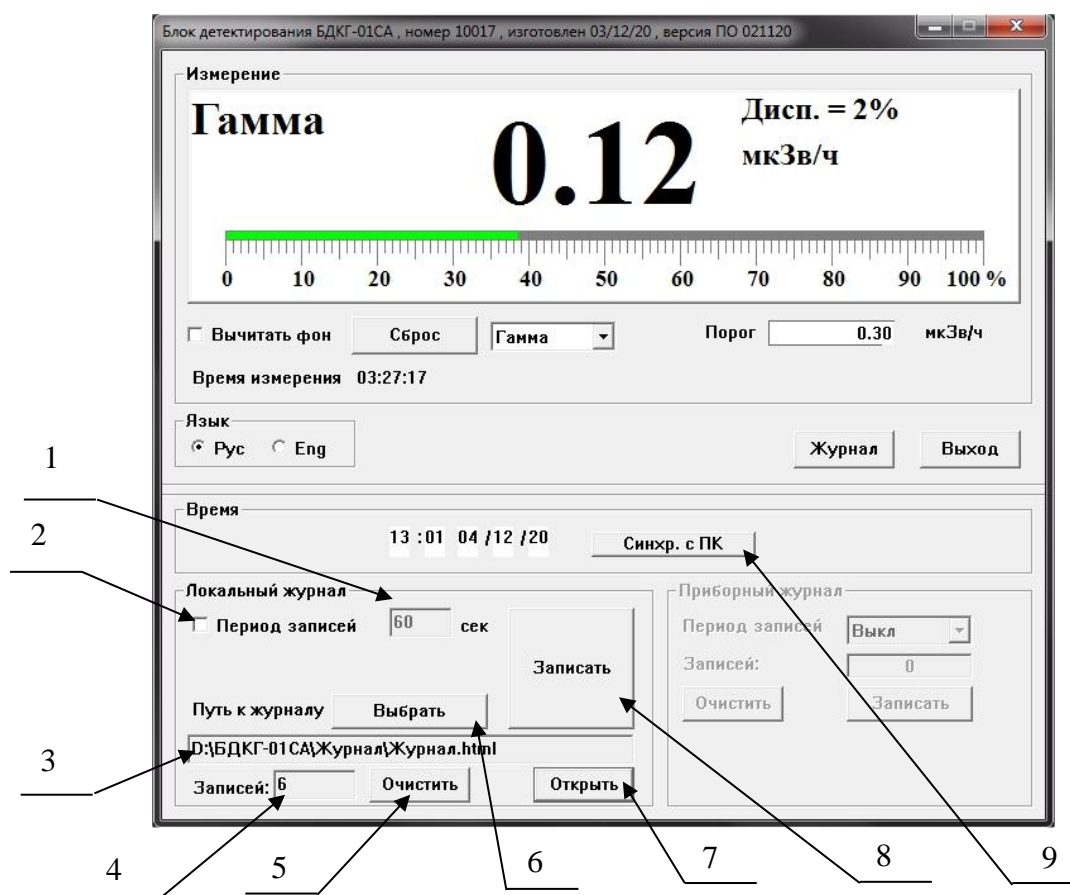 Блок детектирования БДКГ-01СА , номер 10017 , изготовлен 03/12/20 , версия ПО 021120
Измерение
Гамма 0.12 Дисп. = 2%
мкЗв/ч
0 10 20 30 40 50 60 70 80 90 100 %
Вычитать фон Сброс Гамма Порог 0.30 мкЗв/ч
Время измерения 03:27:17
Язык
Рус Eng Журнал Выход
1
Время
2
13 :01 04 /12 /20 Синхр. с ПК
Локальный журнал Приборный журнал
Период записей 60 сек Период записей Выкл
Записать Записей: 0
Путь к журналу Выбрать Очистить Записать
D:\БДКГ-01СА\Журнал\Журнал.html
3
Записей: 6 Очистить Открыть
4 5 6 7 8 9